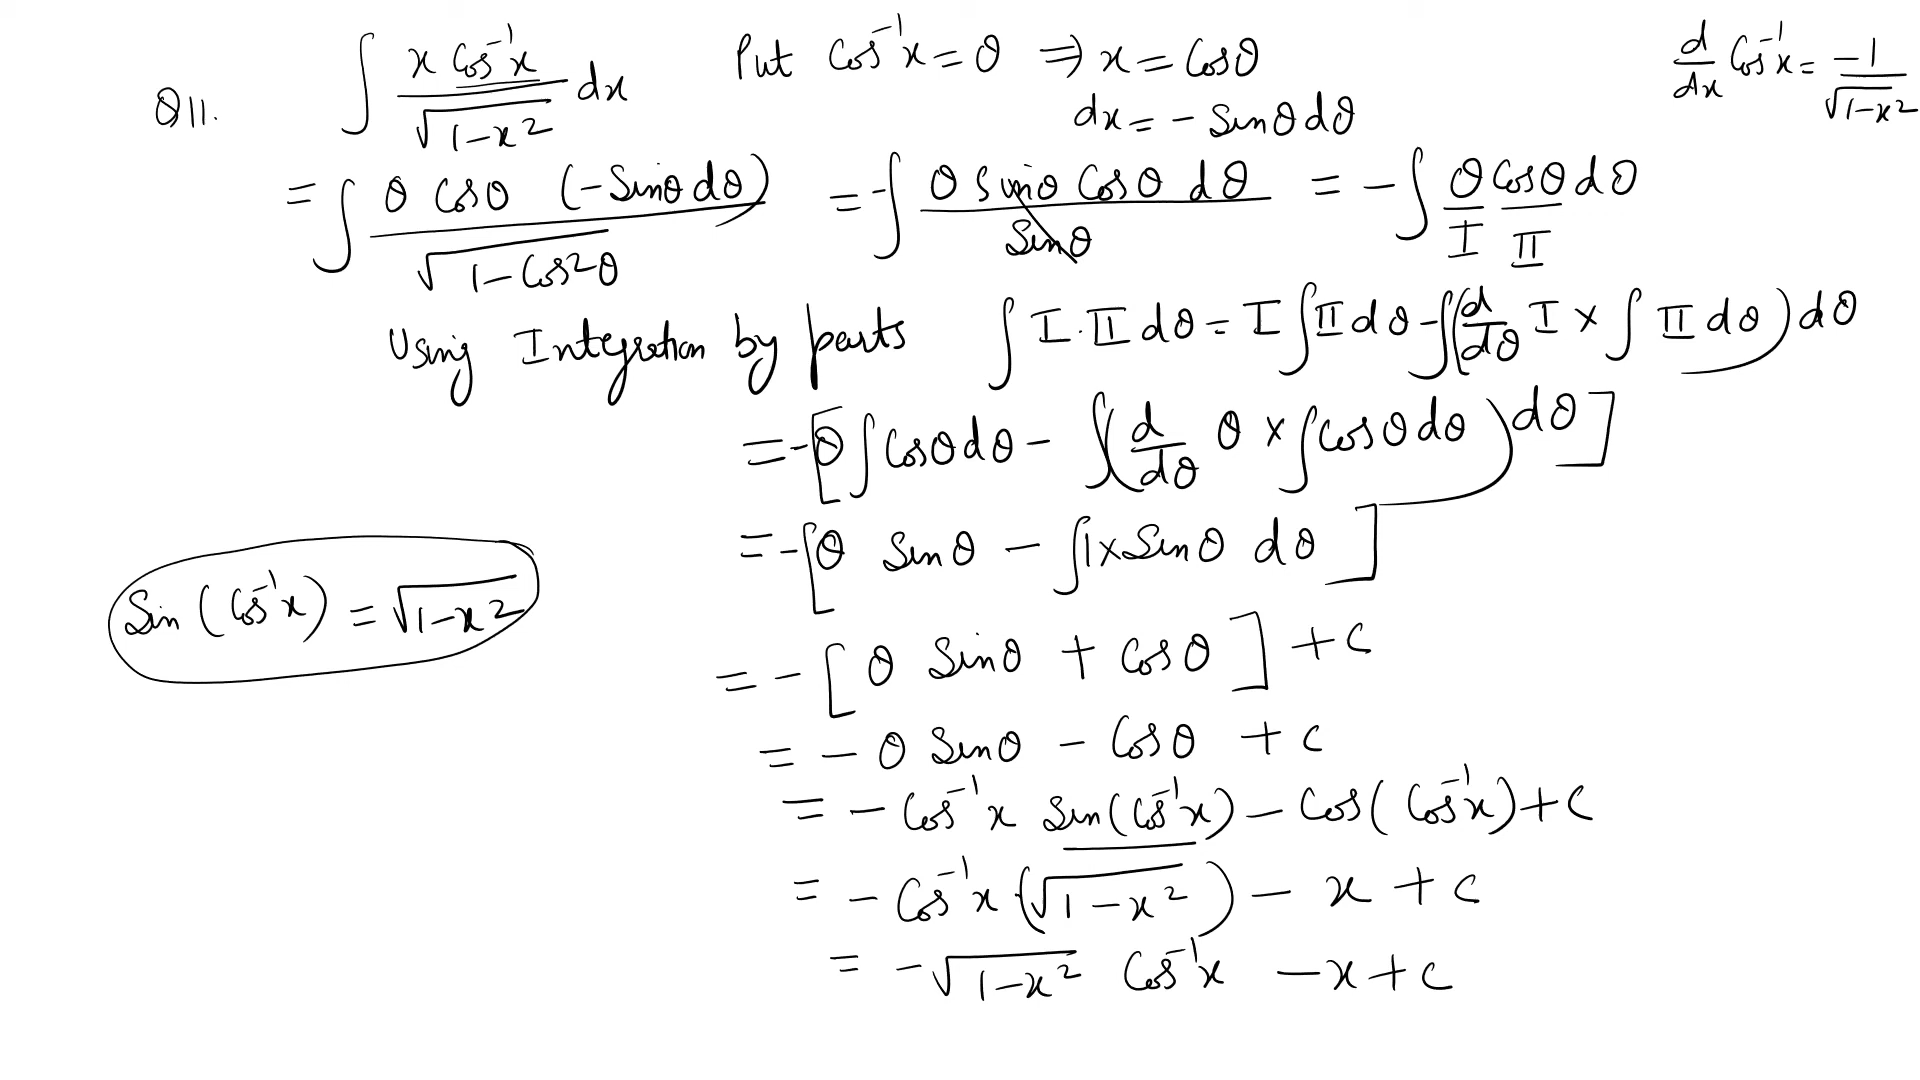 Q11. ∫ x Cos⁻¹x / √(1-x²) dx Put Cos⁻¹x = θ ⇒ x = Cosθ d/dx Cos⁻¹x = -1/√(1-x²)
dx = - Sinθ dθ
= ∫ θ Cosθ (-Sinθ dθ) / √(1-Cos²θ) = -∫ θ Sinθ Cosθ dθ / Sinθ = - ∫ θ Cosθ dθ
I II
Using Integration by parts ∫ I.II dθ = I ∫ II dθ - ∫(d/dθ I × ∫ II dθ) dθ
= -[θ ∫ Cosθ dθ - ∫(d/dθ θ × ∫ Cosθ dθ) dθ]
= -[θ Sinθ - ∫ 1×Sinθ dθ]
Sin (Cos⁻¹x) = √(1-x²)
= - [θ Sinθ + Cosθ] + C
= - θ Sinθ - Cosθ + C
= - Cos⁻¹x Sin(Cos⁻¹x) - Cos(Cos⁻¹x) + C
= - Cos⁻¹x (√(1-x²)) - x + C
= - √(1-x²) Cos⁻¹x - x + C